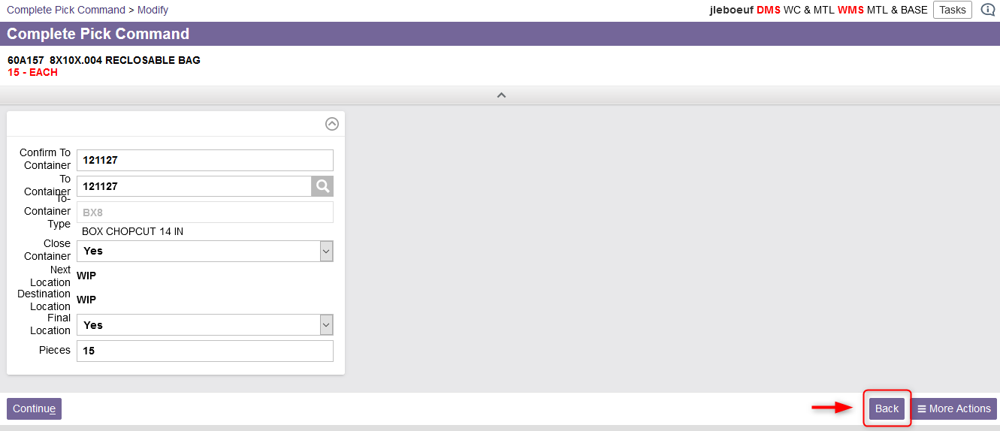 Complete Pick Command > Modify
jleboeuf DMS WC & MTL WMS MTL & BASE Tasks
Complete Pick Command
60A157 8X10X.004 RECLOSABLE BAG
15 - EACH
Confirm To
Container
121127
To
Container
121127
To-
Container
Type
BX8
BOX CHOPCUT 14 IN
Close
Container
Yes
Next
Location
WIP
Destination
Location
WIP
Final
Location
Yes
Pieces
15
Continue
Back
More Actions